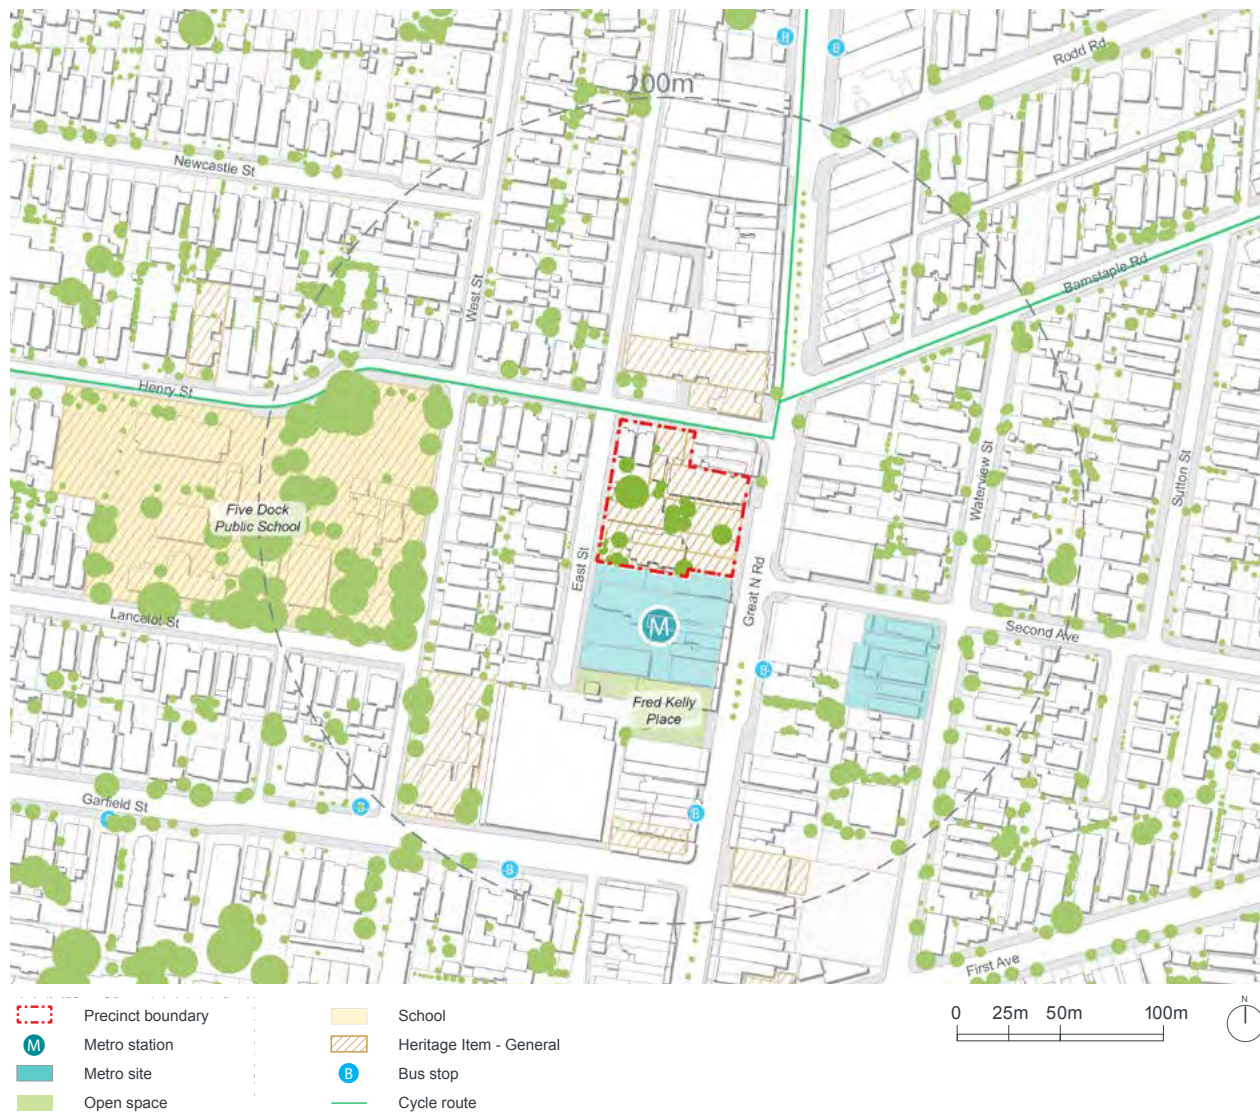 B
B
Rodd Rd
200m
Newcastle St
Barnstaple Rd
West St
Henry St
Waterview St
Sutton St
Five Dock
Public School
East St
Great N Rd
M
Lancelot St
Second Ave
B
Fred Kelly
Place
Garfield St
B
B
B
First Ave
Precinct boundary
School
0 25m 50m 100m
N
M Metro station
Heritage Item - General
Metro site
B Bus stop
Open space
Cycle route